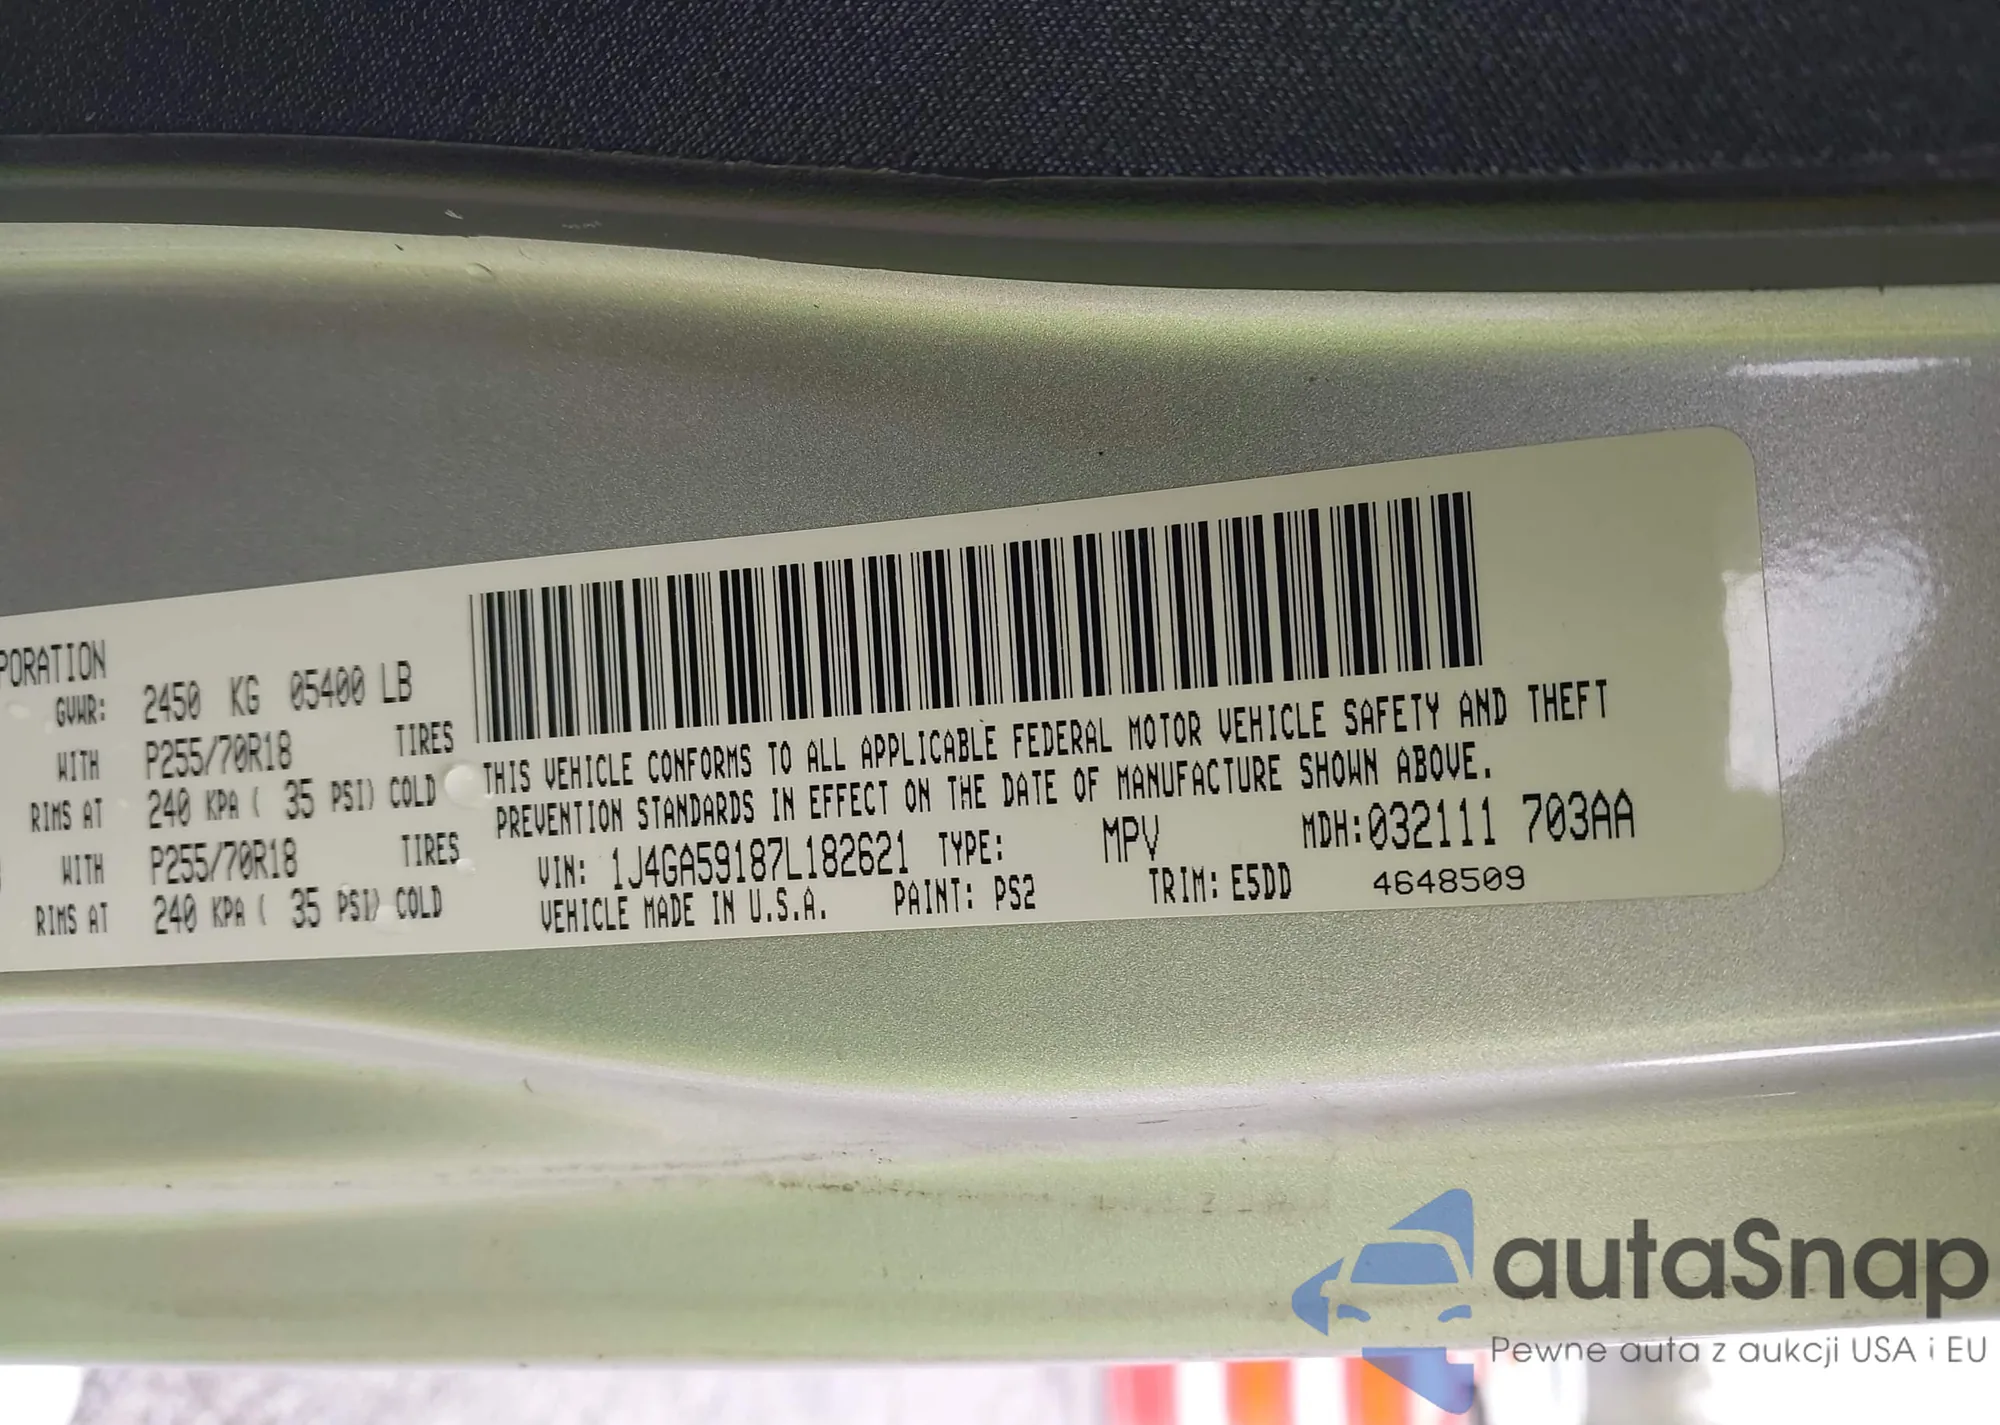 PORATION
GVWR: 2450 KG 05400 LB
WITH P255/70R18 TIRES
RIMS AT 240 KPA ( 35 PSI) COLD
WITH P255/70R18 TIRES
RIMS AT 240 KPA ( 35 PSI) COLD
THIS VEHICLE CONFORMS TO ALL APPLICABLE FEDERAL MOTOR VEHICLE SAFETY AND THEFT
PREVENTION STANDARDS IN EFFECT ON THE DATE OF MANUFACTURE SHOWN ABOVE.
VIN: 1J4GA59187L182621 TYPE: MPV MDH:032111 703AA
VEHICLE MADE IN U.S.A. PAINT: PS2 TRIM: E5DD 4648509
autaSnap
Pewne auta z aukcji USA i EU